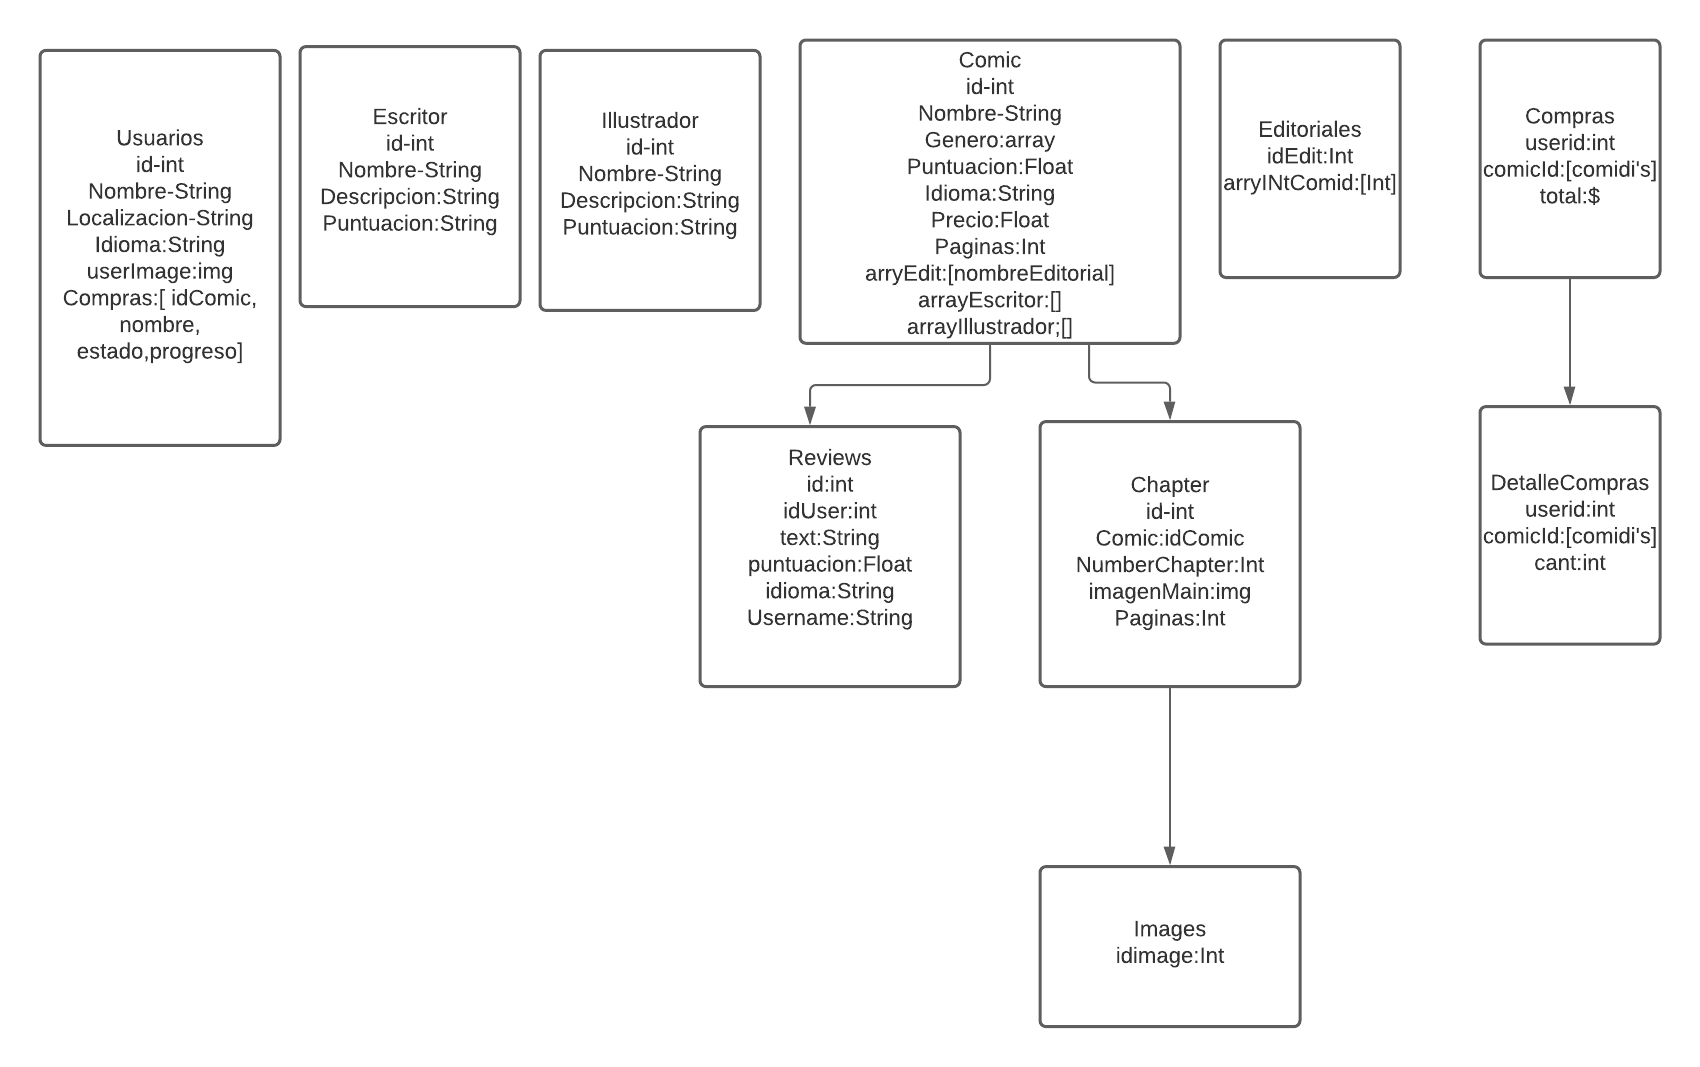 Usuarios
id-int
Nombre-String
Localizacion-String
Idioma:String
userImage:img
Compras:[ idComic,
nombre,
estado,progreso]
Escritor
id-int
Nombre-String
Descripcion:String
Puntuacion:String
Illustrador
id-int
Nombre-String
Descripcion:String
Puntuacion:String
Comic
id-int
Nombre-String
Genero:array
Puntuacion:Float
Idioma:String
Precio:Float
Paginas:Int
arryEdit:[nombreEditorial]
arrayEscritor:[]
arrayIllustrador;[]
Editoriales
idEdit:Int
arryINtComid:[Int]
Compras
userid:int
comicId:[comidi's]
total:$
Reviews
id:int
idUser:int
text:String
puntuacion:Float
idioma:String
Username:String
Chapter
id-int
Comic:idComic
NumberChapter:Int
imagenMain:img
Paginas:Int
DetalleCompras
userid:int
comicId:[comidi's]
cant:int
Images
idimage:Int